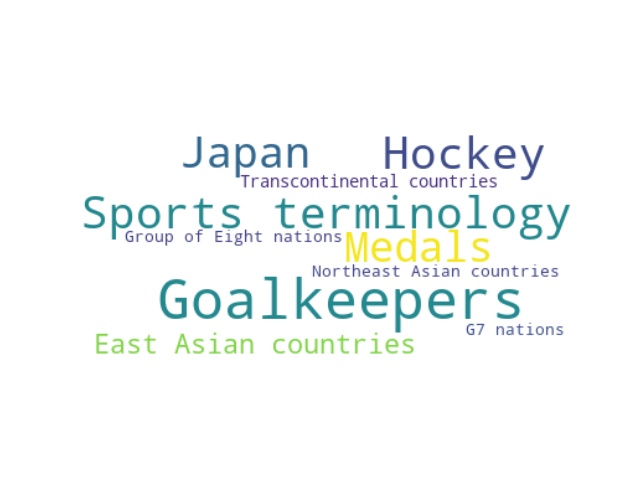 Japan
Hockey
Transcontinental countries
Sports terminology
Group of Eight nations
Medals
Northeast Asian countries
Goalkeepers
G7 nations
East Asian countries